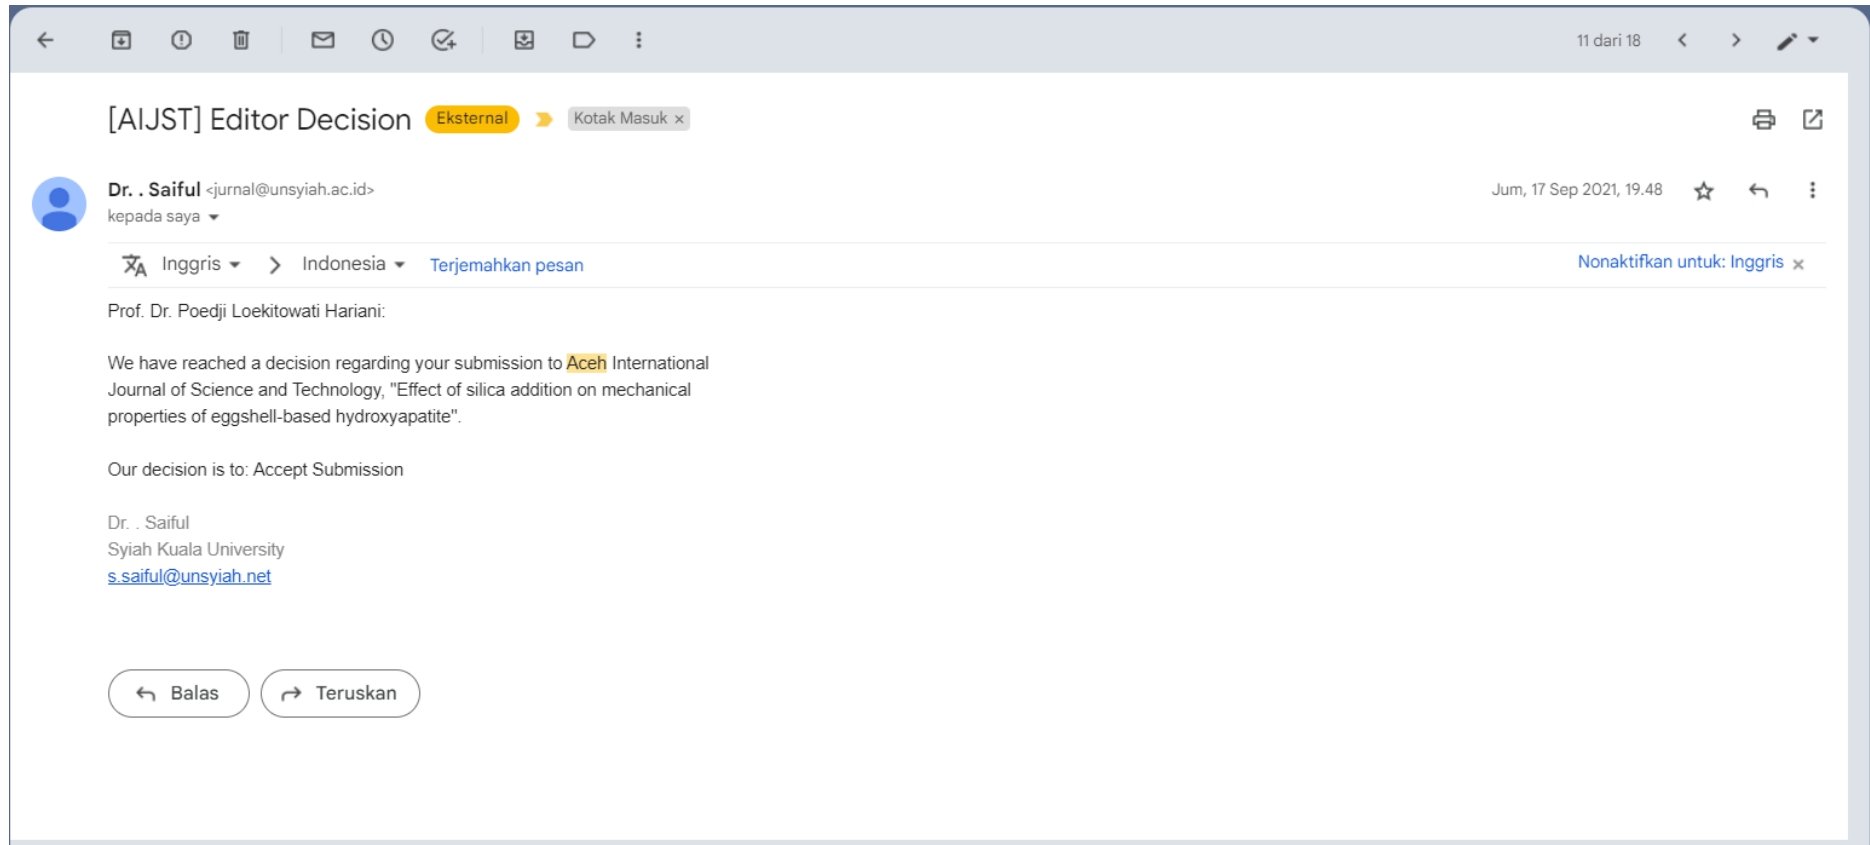 11 dari 18
[AIJST] Editor Decision Eksternal Kotak Masuk ×
Dr. . Saiful <jurnal@unsyiah.ac.id> Jum, 17 Sep 2021, 19.48
kepada saya
Inggris > Indonesia Terjemahkan pesan Nonaktifkan untuk: Inggris ×
Prof. Dr. Poedji Loekitowati Hariani:
We have reached a decision regarding your submission to Aceh International
Journal of Science and Technology, "Effect of silica addition on mechanical
properties of eggshell-based hydroxyapatite".
Our decision is to: Accept Submission
Dr. . Saiful
Syiah Kuala University
s.saiful@unsyiah.net
Balas Teruskan